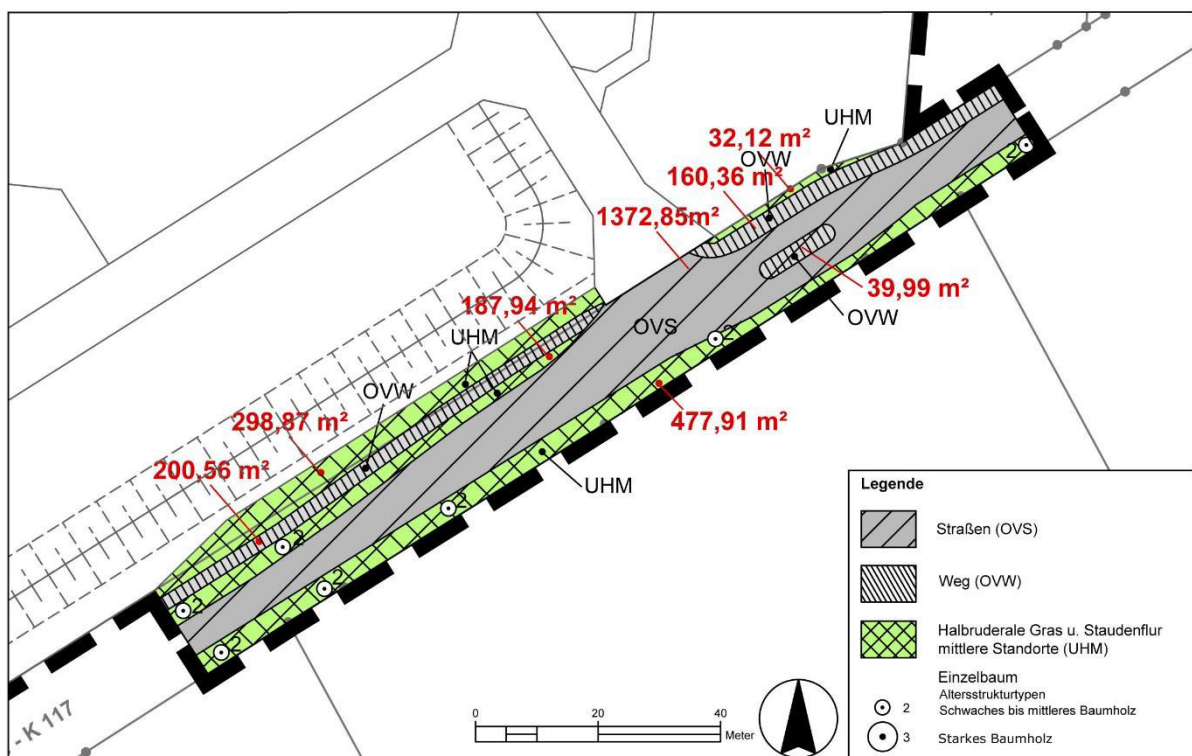 UHM
32,12 m²
OVW
160,36 m²
1372,85m²
2
187,94 m²
39,99 m²
UHM
OVS
OVW
2
OVW
298,87 m²
477,91 m²
200,56 m²
UHM
2
2
2
3
2
- K 117
0 20 40
Meter
Legende
Straßen (OVS)
Weg (OVW)
Halbruderale Gras u. Staudenflur
mittlere Standorte (UHM)
Einzelbaum
Altersstrukturtypen
2 Schwaches bis mittleres Baumholz
3 Starkes Baumholz